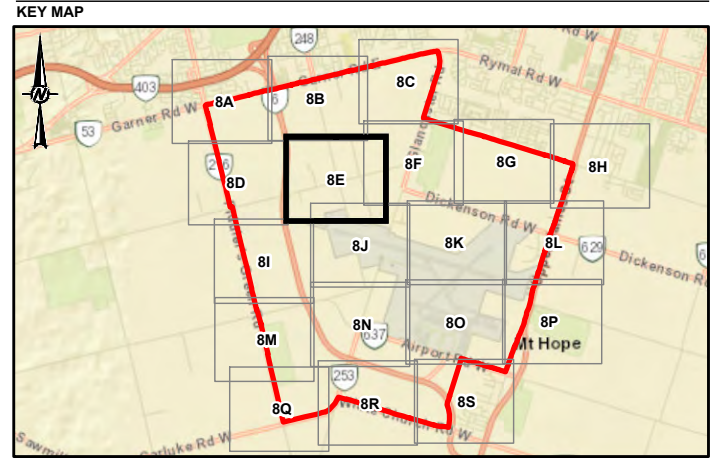 KEY MAP
248
403
8A
6
8B
8C
Rymal Rd W
Garner Rd W
53
N
8D
8E
8F
8G
8H
Dickenson Rd W
629
Dickenson Rd
8I
8J
8K
8L
8M
8N
637
8O
8P
Airport Rd W
Mt Hope
253
8Q
8R
8S
Carluke Rd W